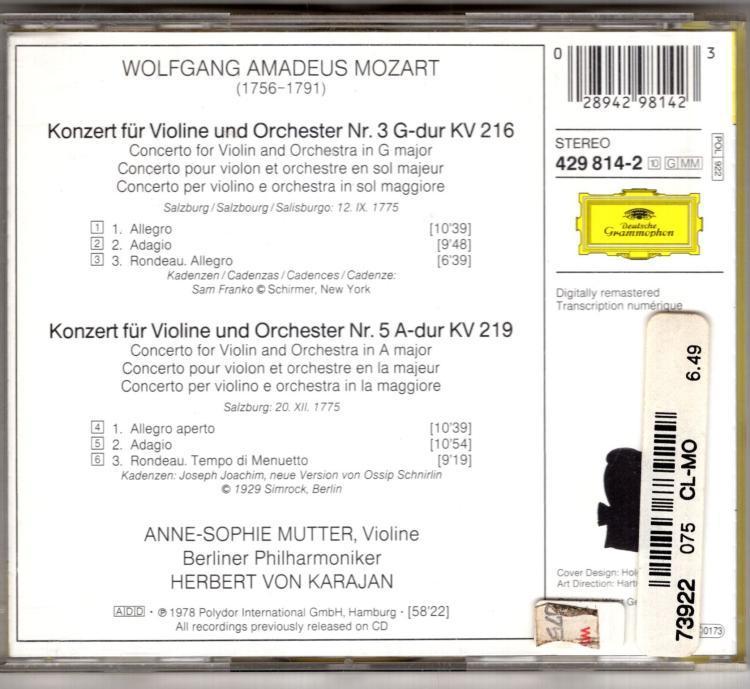 WOLFGANG AMADEUS MOZART
(1756–1791)
Konzert für Violine und Orchester Nr. 3 G-dur KV 216
Concerto for Violin and Orchestra in G major
Concerto pour violon et orchestre en sol majeur
Concerto per violino e orchestra in sol maggiore
Salzburg/Salzbourg/Salisburgo: 12. IX. 1775
1 1. Allegro [10'39]
2 2. Adagio [9'48]
3 3. Rondeau. Allegro [6'39]
Kadenzen/Cadenzas/Cadences/Cadenze:
Sam Franko © Schirmer, New York
Konzert für Violine und Orchester Nr. 5 A-dur KV 219
Concerto for Violin and Orchestra in A major
Concerto pour violon et orchestre en la majeur
Concerto per violino e orchestra in la maggiore
Salzburg: 20. XII. 1775
4 1. Allegro aperto [10'39]
5 2. Adagio [10'54]
6 3. Rondeau. Tempo di Menuetto [9'19]
Kadenzen: Joseph Joachim, neue Version von Ossip Schnirlin
© 1929 Simrock, Berlin
ANNE-SOPHIE MUTTER, Violine
Berliner Philharmoniker
HERBERT VON KARAJAN
ADD · ℗ 1978 Polydor International GmbH, Hamburg · [58'22]
All recordings previously released on CD
0 28942 98142 3
STEREO
429 814-2 10 G MM
POL 922
Deutsche
Grammophon
Digitally remastered
Transcription numérique
6.49
73922 075 CL-MO
Cover Design:
Art Direction:
00173